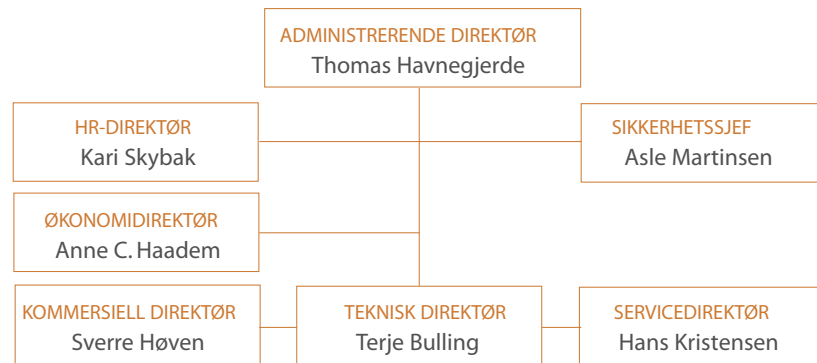 ADMINISTRERENDE DIREKTØR
Thomas Havnegjerde
HR-DIREKTØR
Kari Skybak
SIKKERHETSSJEF
Asle Martinsen
ØKONOMIDIREKTØR
Anne C. Haadem
KOMMERSIELL DIREKTØR
Sverre Høven
TEKNISK DIREKTØR
Terje Bulling
SERVICEDIREKTØR
Hans Kristensen